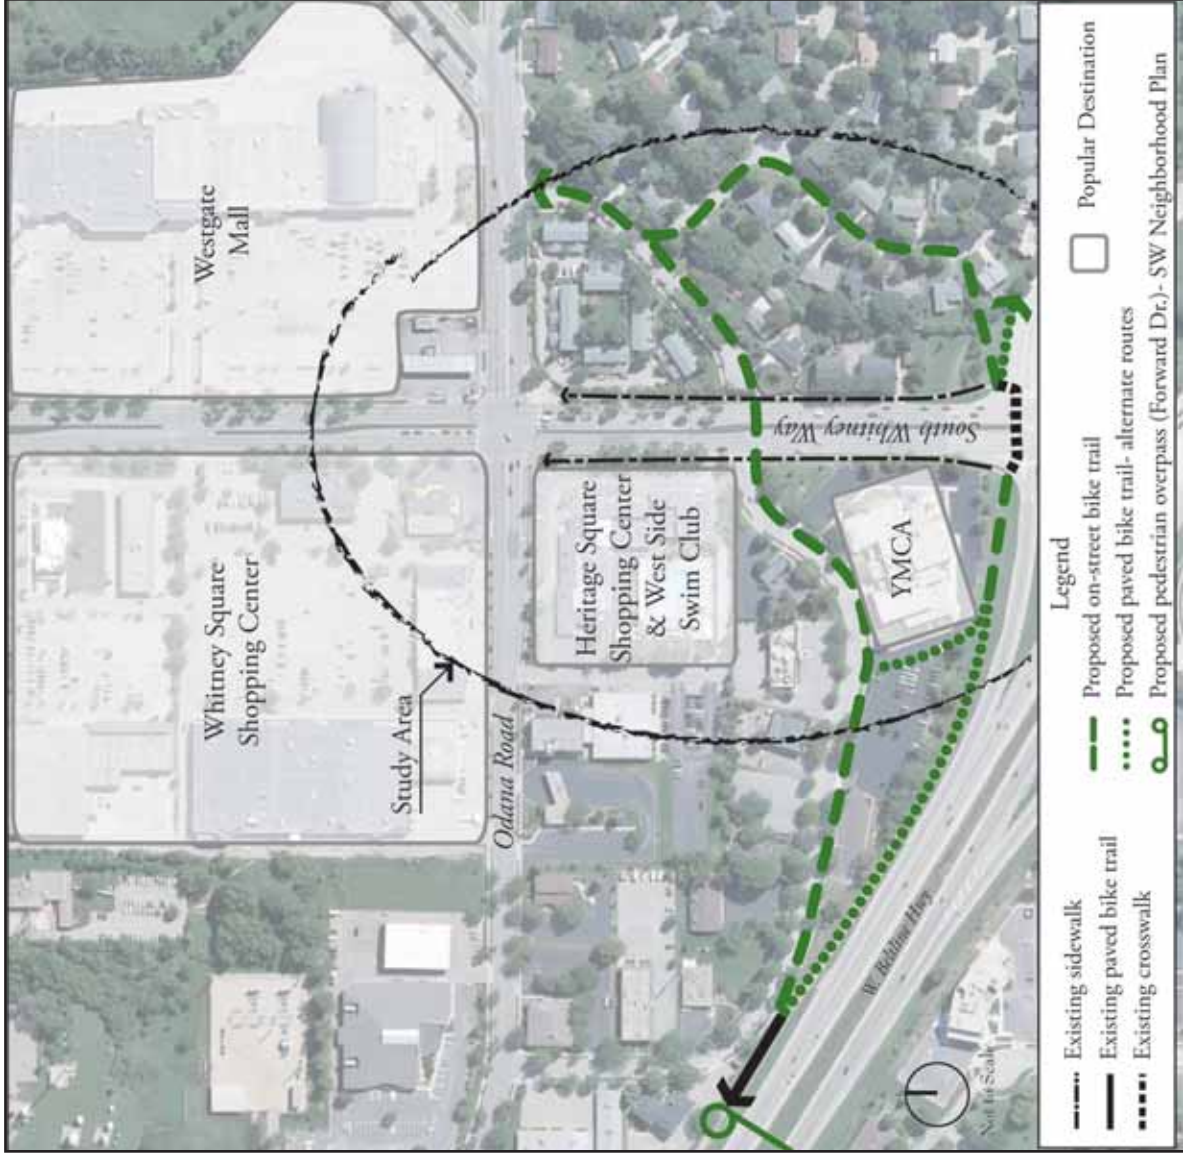 Westgate
Mall
Whitney Square
Shopping Center
Study Area
Odana Road
Heritage Square
Shopping Center
& West Side
Swim Club
South Whitney Way
YMCA
W. Beltline Hwy
Not to Scale
Legend
Existing sidewalk
Existing paved bike trail
Existing crosswalk
Proposed on-street bike trail
Proposed paved bike trail- alternate routes
Proposed pedestrian overpass (Forward Dr.)- SW Neighborhood Plan
Popular Destination